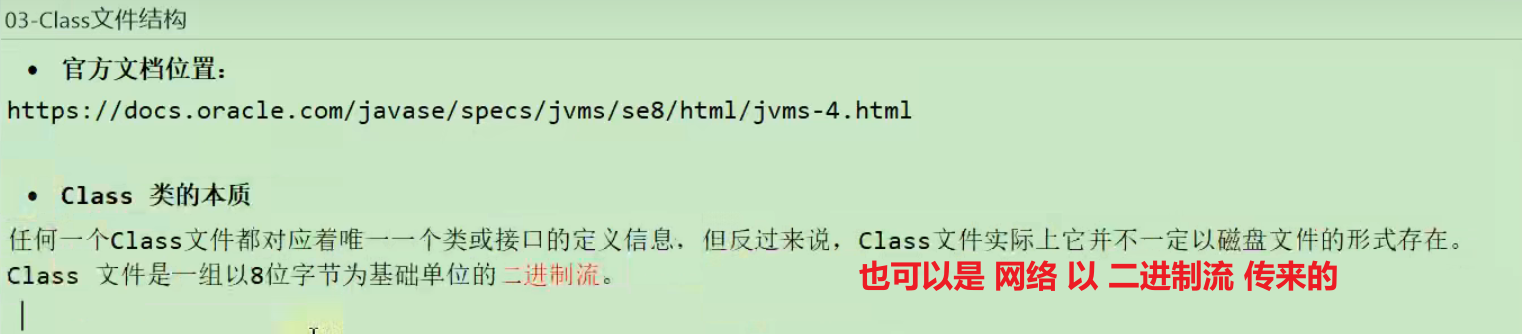 03-Class文件结构
• 官方文档位置：
https://docs.oracle.com/javase/specs/jvms/se8/html/jvms-4.html
• Class 类的本质
任何一个Class文件都对应着唯一一个类或接口的定义信息，但反过来说，Class文件实际上它并不一定以磁盘文件的形式存在。
Class 文件是一组以8位字节为基础单位的二进制流。
也可以是 网络 以 二进制流 传来的